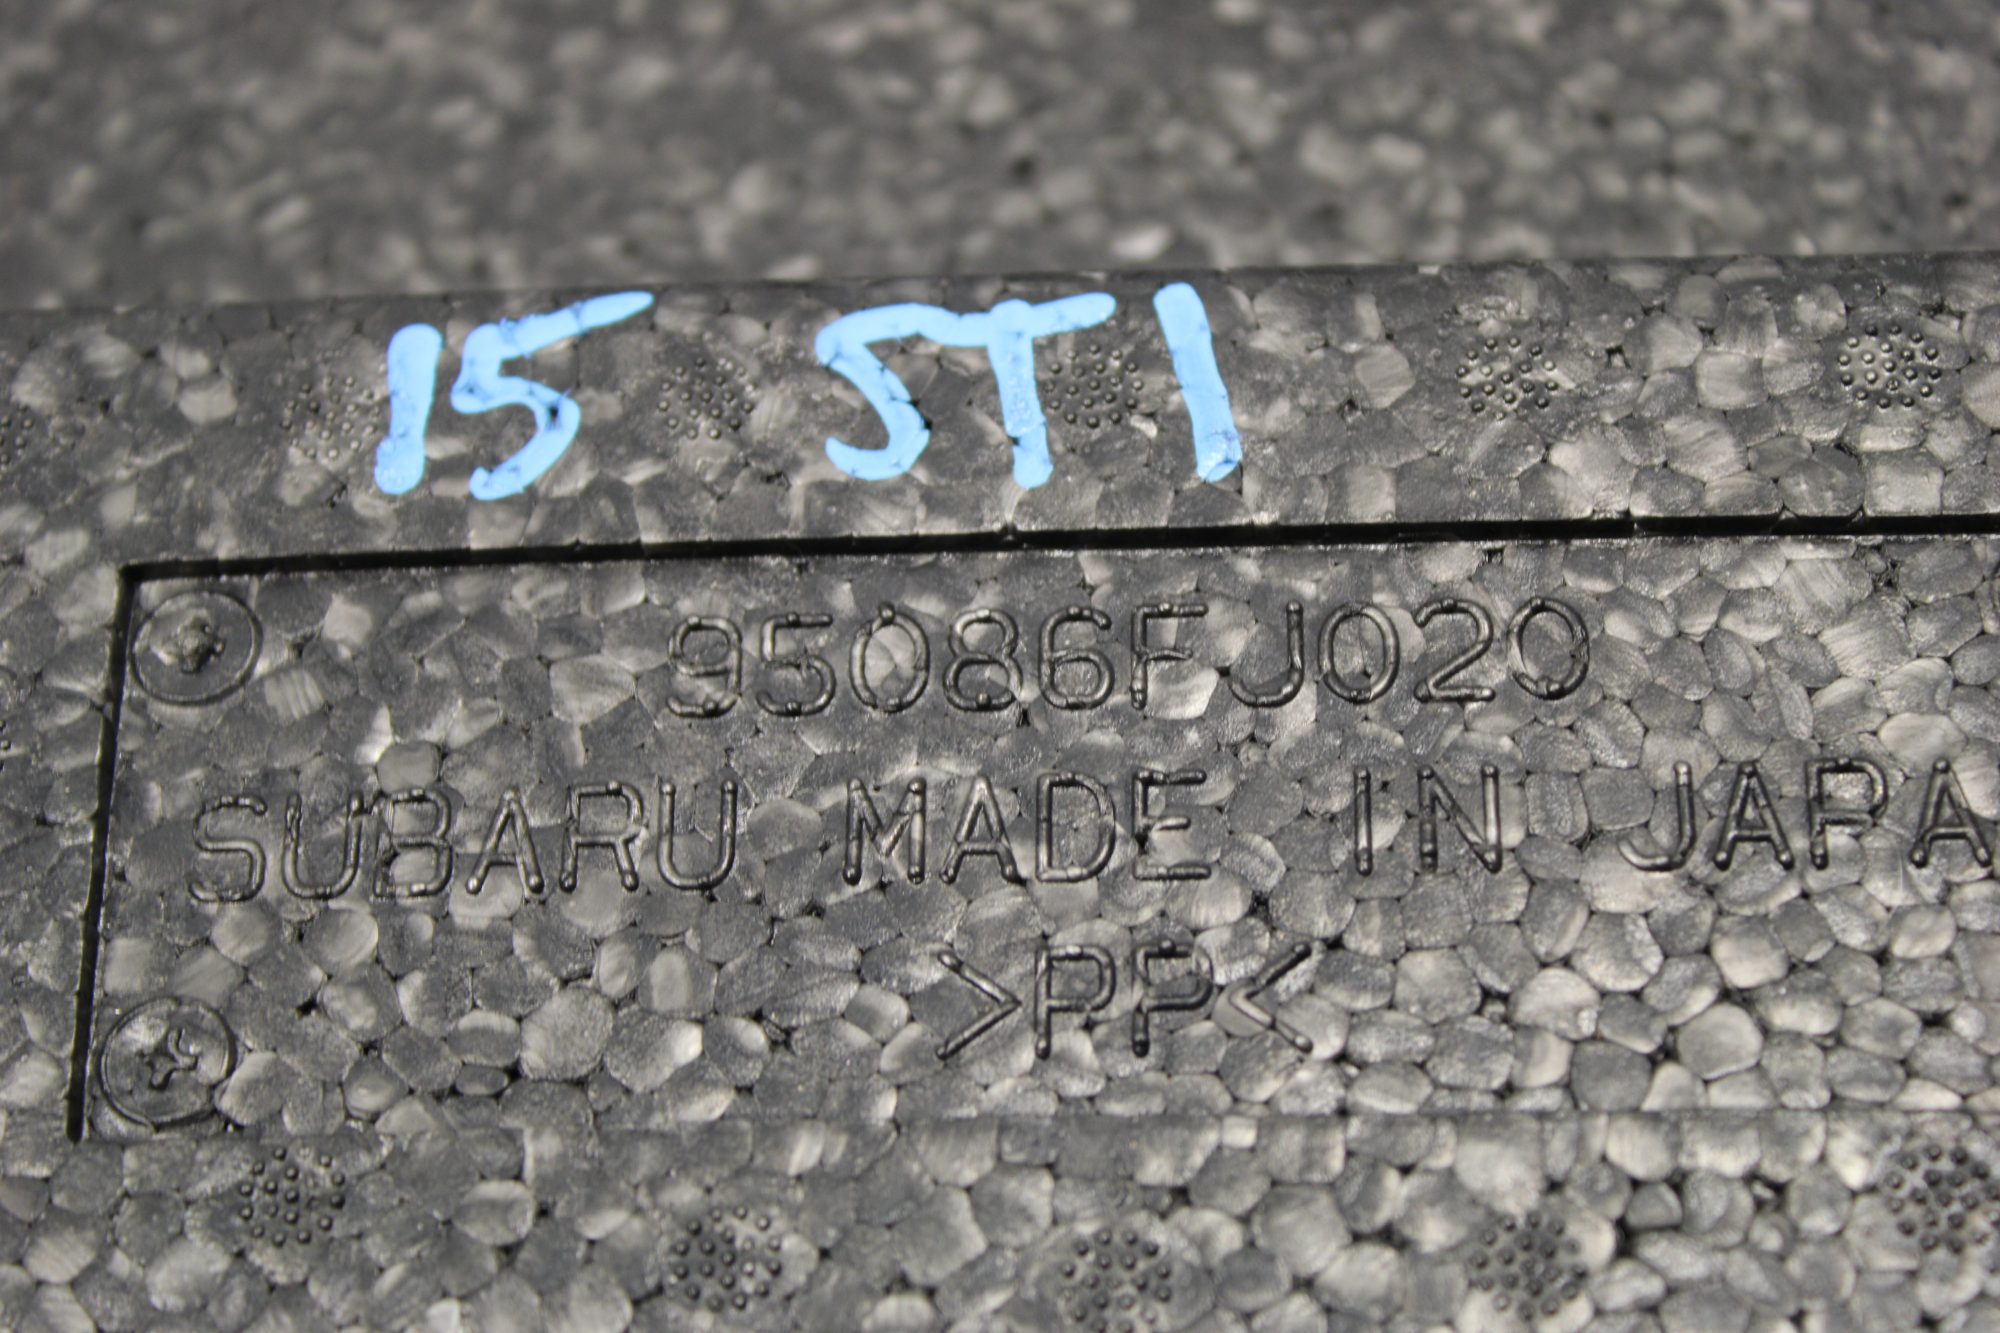 15 STI
95086FJ020
SUBARU MADE IN JAPA
>PP<